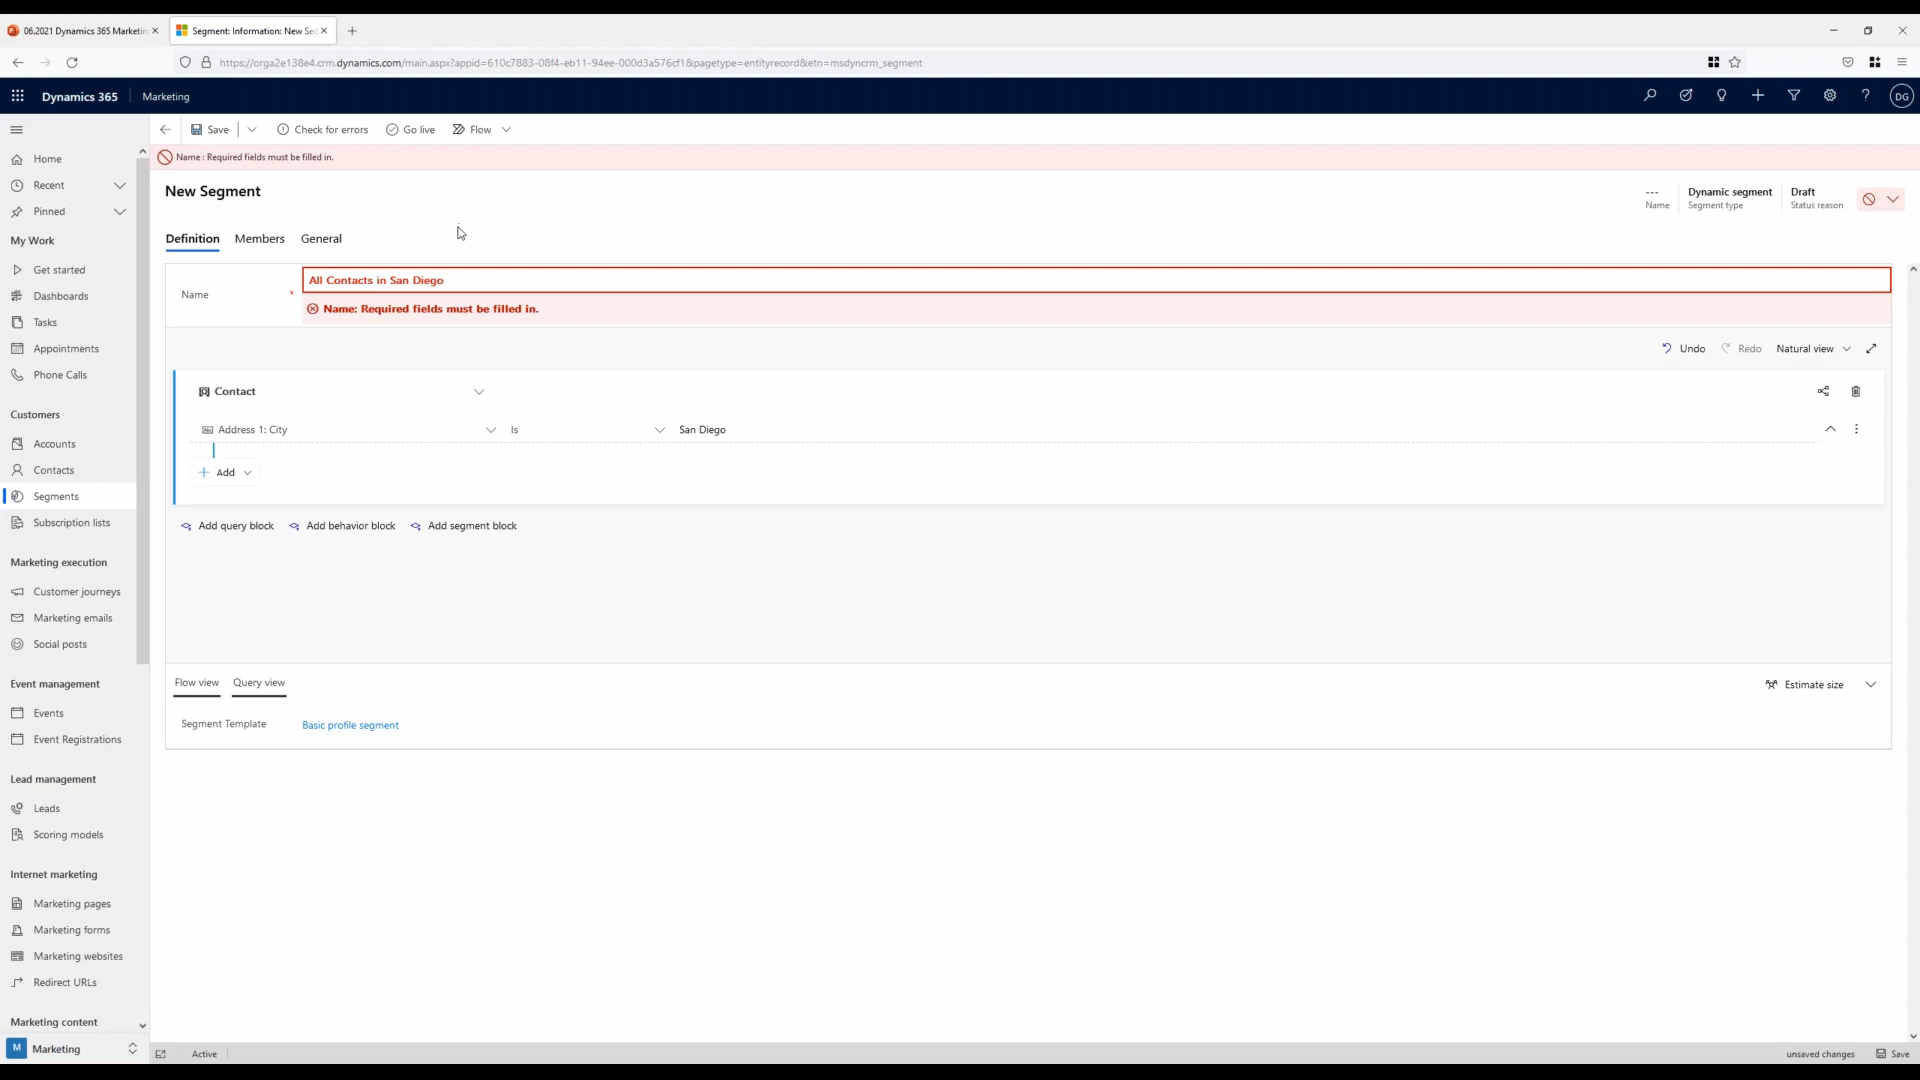 06.2021 Dynamics 365 Marketin
Segment: Information: New Seg
https://orga2e138e4.crm.dynamics.com/main.aspx?appid=610c7883-08f4-eb11-94ee-000d3a576cf1&pagetype=entityrecord&etn=msdyncrm_segment
Dynamics 365
Marketing
DG
Save
Check for errors
Go live
Flow
Name : Required fields must be filled in.
New Segment
---
Name
Dynamic segment
Segment type
Draft
Status reason
Definition
Members
General
Name
*
All Contacts in San Diego
Name: Required fields must be filled in.
Undo
Redo
Natural view
Contact
Abc
Address 1: City
Is
San Diego
Add
Add query block
Add behavior block
Add segment block
Flow view
Query view
Estimate size
Segment Template
Basic profile segment
Home
Recent
Pinned
My Work
Get started
Dashboards
Tasks
Appointments
Phone Calls
Customers
Accounts
Contacts
Segments
Subscription lists
Marketing execution
Customer journeys
Marketing emails
Social posts
Event management
Events
Event Registrations
Lead management
Leads
Scoring models
Internet marketing
Marketing pages
Marketing forms
Marketing websites
Redirect URLs
Marketing content
M
Marketing
Active
unsaved changes
Save